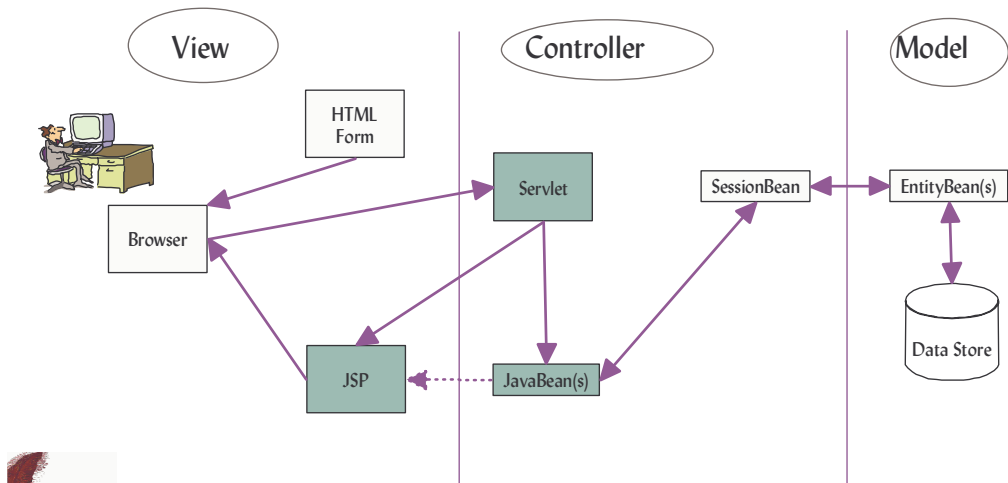 View
Controller
Model
HTML
Form
Servlet
SessionBean
EntityBean(s)
Browser
Data Store
JSP
JavaBean(s)